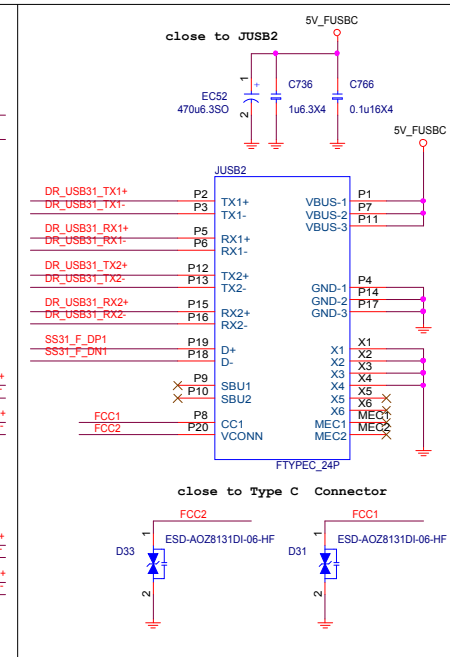 5V_FUSBC
close to JUSB2
1
+
EC52
470u6.3SO
2
C736
1u6.3X4
C766
0.1u16X4
5V_FUSBC
JUSB2
DR_USB31_TX1+ P2 TX1+ VBUS-1 P1
DR_USB31_TX1- P3 TX1- VBUS-2 P7
VBUS-3 P11
DR_USB31_RX1+ P5 RX1+
DR_USB31_RX1- P6 RX1-
DR_USB31_TX2+ P12 TX2+ GND-1 P4
DR_USB31_TX2- P13 TX2- GND-2 P14
GND-3 P17
DR_USB31_RX2+ P15 RX2+
DR_USB31_RX2- P16 RX2-
SS31_F_DP1 P19 D+ X1 X1
SS31_F_DN1 P18 D- X2 X2
X3 X3
P9 SBU1 X4 X4
P10 SBU2 X5 X5
X6 X6
FCC1 P8 CC1 MEC1 MEC1
FCC2 P20 VCONN MEC2 MEC2
FTYPEC_24P
close to Type C Connector
FCC2
1
D33
ESD-AOZ8131DI-06-HF
2
FCC1
1
D31
ESD-AOZ8131DI-06-HF
2